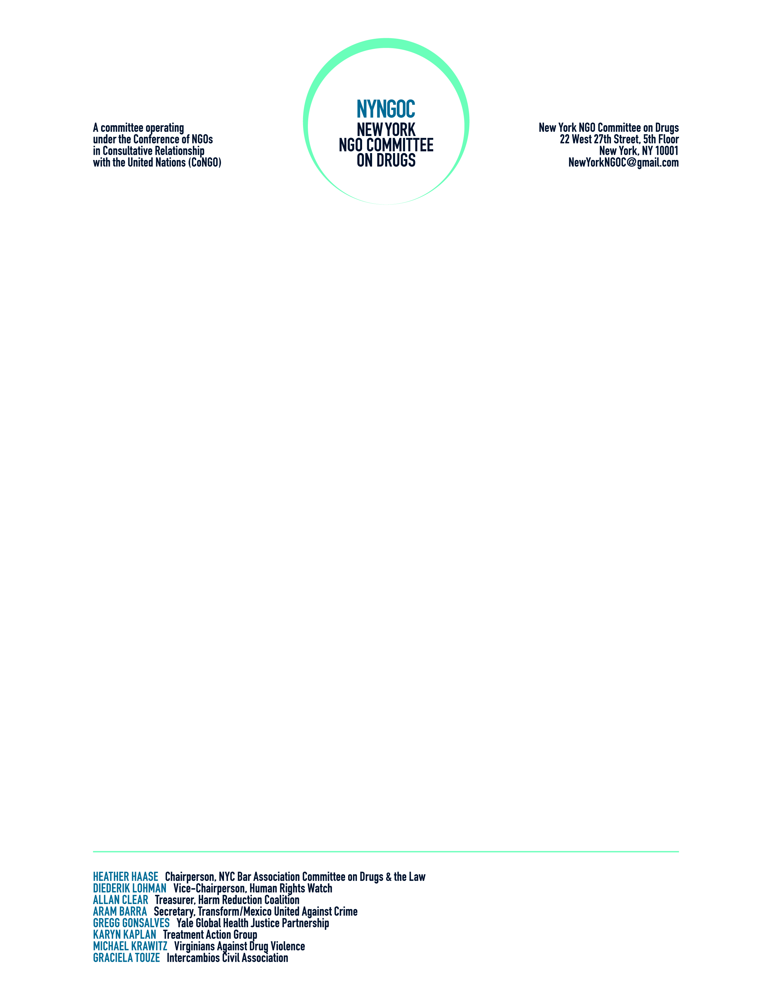 A committee operating
under the Conference of NGOs
in Consultative Relationship
with the United Nations (CoNGO)
NYNGOC
NEW YORK
NGO COMMITTEE
ON DRUGS
New York NGO Committee on Drugs
22 West 27th Street, 5th Floor
New York, NY 10001
NewYorkNGOC@gmail.com
HEATHER HAASE Chairperson, NYC Bar Association Committee on Drugs & the Law
DIEDERIK LOHMAN Vice-Chairperson, Human Rights Watch
ALLAN CLEAR Treasurer, Harm Reduction Coalition
ARAM BARRA Secretary, Transform/Mexico United Against Crime
GREGG GONSALVES Yale Global Health Justice Partnership
KARYN KAPLAN Treatment Action Group
MICHAEL KRAWITZ Virginians Against Drug Violence
GRACIELA TOUZE Intercambios Civil Association